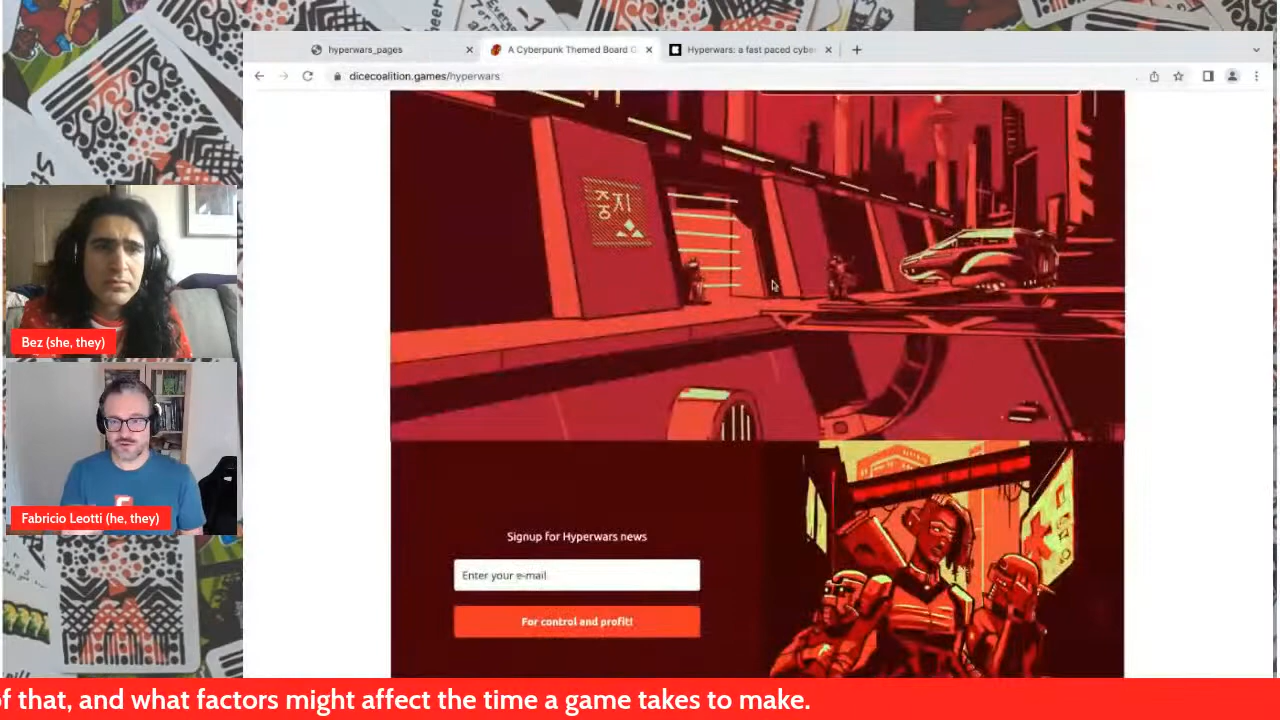 hyperwars_pages
A Cyberpunk Themed Board G
Hyperwars: a fast paced cyber
dicecoalition.games/hyperwars
중지
Bez (she, they)
Fabricio Leotti (he, they)
Signup for Hyperwars news
Enter your e-mail
For control and profit!
of that, and what factors might affect the time a game takes to make.